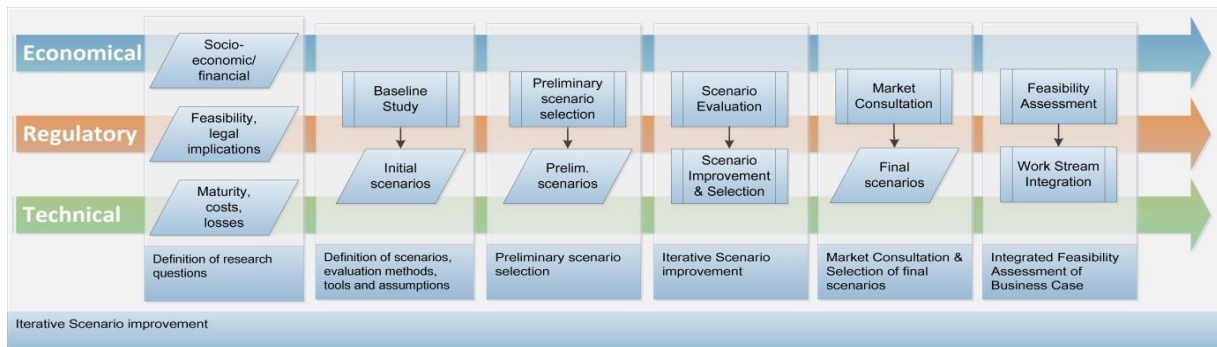 Economical
Regulatory
Technical
Socio-
economic/
financial
Feasibility,
legal
implications
Maturity,
costs,
losses
Definition of research
questions
Baseline
Study
Initial
scenarios
Definition of scenarios,
evaluation methods,
tools and assumptions
Preliminary
scenario
selection
Prelim.
scenarios
Preliminary scenario
selection
Scenario
Evaluation
Scenario
Improvement
& Selection
Iterative Scenario
improvement
Market
Consultation
Final
scenarios
Market Consultation &
Selection of final
scenarios
Feasibility
Assessment
Work Stream
Integration
Integrated Feasibility
Assessment of
Business Case
Iterative Scenario improvement